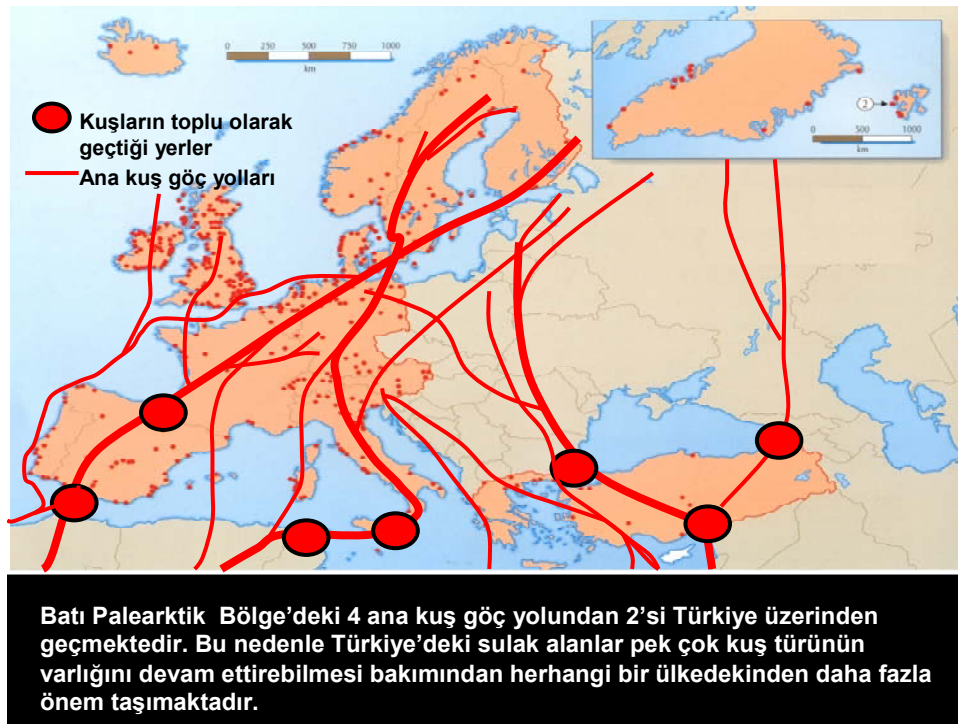 0 250 500 750 1000
km
2
0 500 1000
km
Kuşların toplu olarak
geçtiği yerler
Ana kuş göç yolları
Batı Palearktik Bölge’deki 4 ana kuş göç yolundan 2’si Türkiye üzerinden
geçmektedir. Bu nedenle Türkiye’deki sulak alanlar pek çok kuş türünün
varlığını devam ettirebilmesi bakımından herhangi bir ülkedekinden daha fazla
önem taşımaktadır.